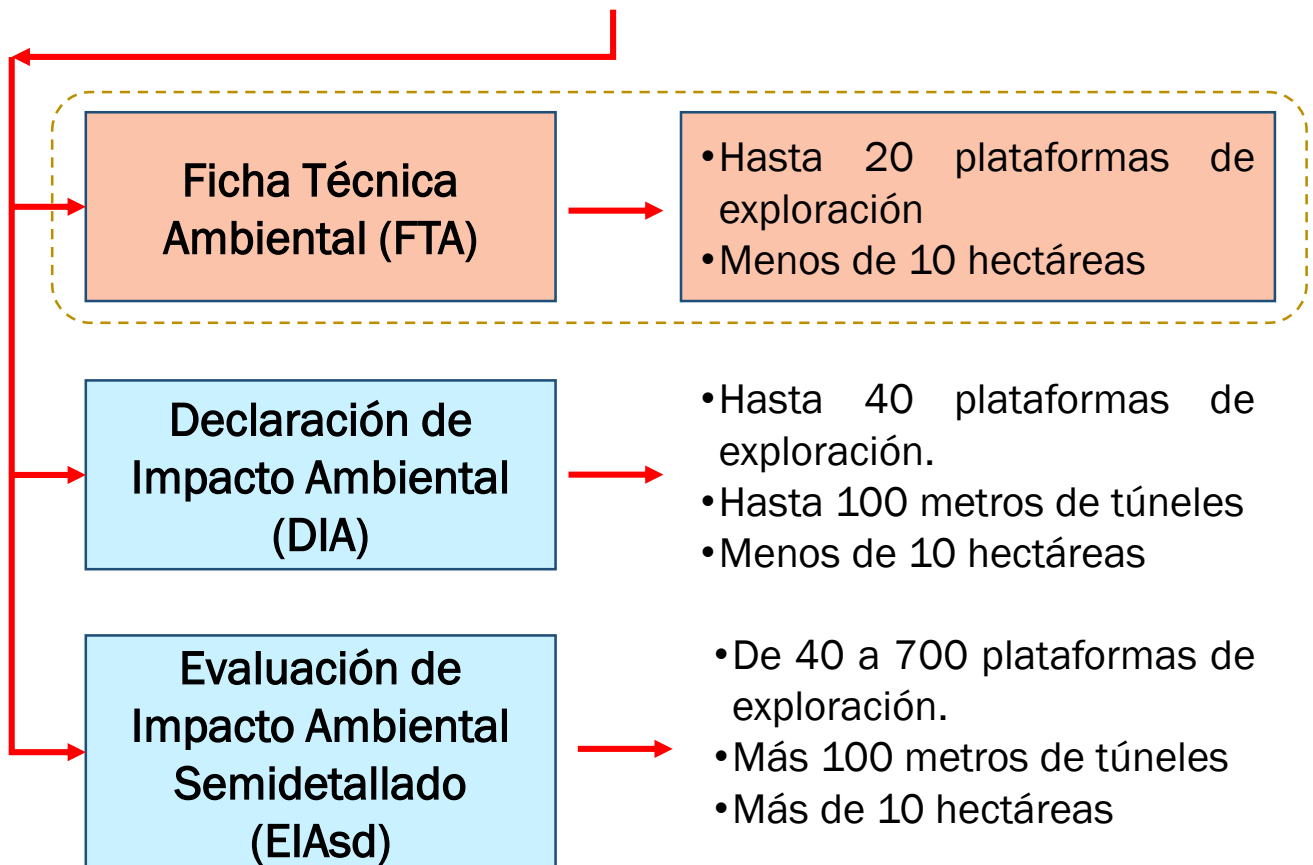 Ficha Técnica
Ambiental (FTA)
•Hasta 20 plataformas de
exploración
•Menos de 10 hectáreas
Declaración de
Impacto Ambiental
(DIA)
•Hasta 40 plataformas de
exploración.
•Hasta 100 metros de túneles
•Menos de 10 hectáreas
Evaluación de
Impacto Ambiental
Semidetallado
(EIAsd)
•De 40 a 700 plataformas de
exploración.
•Más 100 metros de túneles
•Más de 10 hectáreas